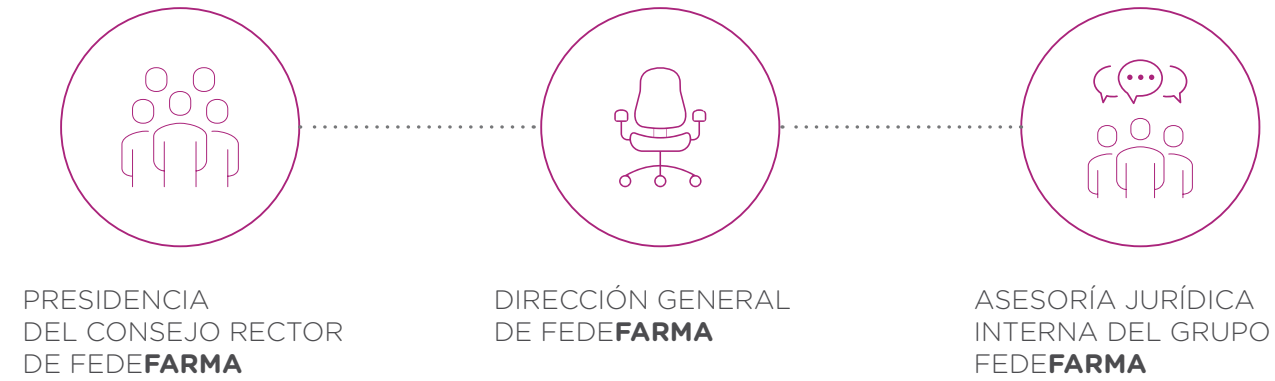 PRESIDENCIA
DEL CONSEJO RECTOR
DE FEDEFARMA
DIRECCIÓN GENERAL
DE FEDEFARMA
ASESORÍA JURÍDICA
INTERNA DEL GRUPO
FEDEFARMA